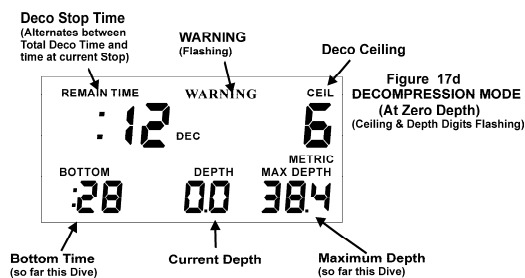 Deco Stop Time
(Alternates between
Total Deco Time and
time at current Stop)
WARNING
(Flashing)
Deco Ceiling
Figure 17d
DECOMPRESSION MODE
(At Zero Depth)
(Ceiling & Depth Digits Flashing)
REMAIN TIME
WARNING
CEIL
:12 DEC
6
METRIC
BOTTOM
DEPTH
MAX DEPTH
:28
0.0
38.4
Bottom Time
(so far this Dive)
Current Depth
Maximum Depth
(so far this Dive)